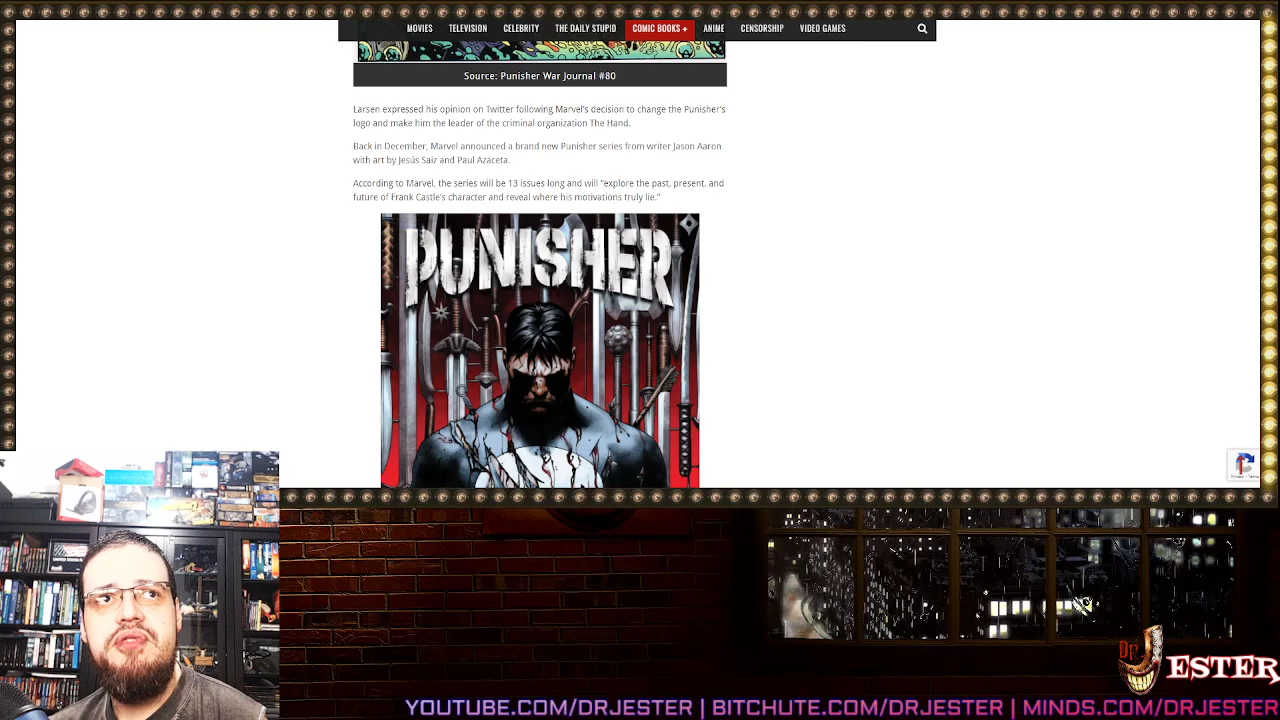 MOVIES TELEVISION CELEBRITY THE DAILY STUPID COMIC BOOKS + ANIME CENSORSHIP VIDEO GAMES
Source: Punisher War Journal #80
Larsen expressed his opinion on Twitter following Marvel's decision to change the Punisher's
logo and make him the leader of the criminal organization The Hand.
Back in December, Marvel announced a brand new Punisher series from writer Jason Aaron
with art by Jesús Saiz and Paul Azaceta.
According to Marvel, the series will be 13 issues long and will “explore the past, present, and
future of Frank Castle's character and reveal where his motivations truly lie.”
PUNISHER
Privacy - Terms
Dr. JESTER
YOUTUBE.COM/DRJESTER | BITCHUTE.COM/DRJESTER | MINDS.COM/DRJESTER